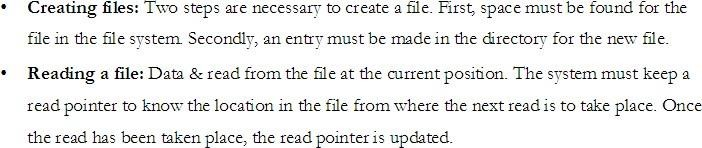 • Creating files: Two steps are necessary to create a file. First, space must be found for the
file in the file system. Secondly, an entry must be made in the directory for the new file.
• Reading a file: Data & read from the file at the current position. The system must keep a
read pointer to know the location in the file from where the next read is to take place. Once
the read has been taken place, the read pointer is updated.